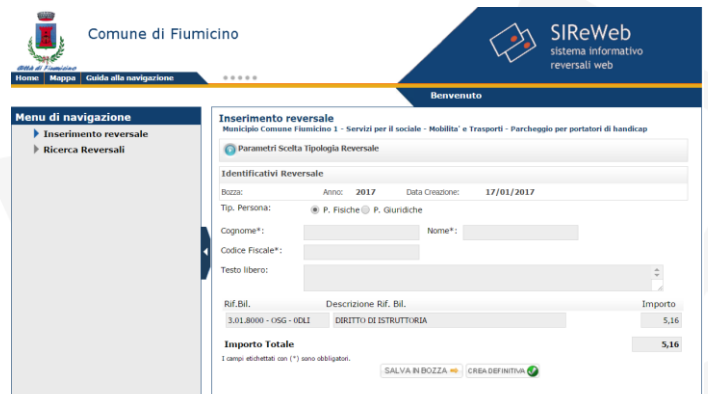 Comune di Fiumicino
SIReWeb
sistema informativo
reversali web
Città di Fiumicino
Home Mappa Guida alla navigazione
Benvenuto
Menu di navigazione
Inserimento reversale
Ricerca Reversali
Inserimento reversale
Municipio Comune Fiumicino 1 - Servizi per il sociale - Mobilita' e Trasporti - Parcheggio per portatori di handicap
Parametri Scelta Tipologia Reversale
Identificativi Reversale
Bozza: Anno: 2017 Data Creazione: 17/01/2017
Tip. Persona: P. Fisiche P. Giuridiche
Cognome*: Nome*:
Codice Fiscale*:
Testo libero:
Rif.Bil. Descrizione Rif. Bil. Importo
3.01.8000 - OSG - 0DLI DIRITTO DI ISTRUTTORIA 5,16
Importo Totale 5,16
I campi etichettati con (*) sono obbligatori.
SALVA IN BOZZA CREA DEFINITIVA